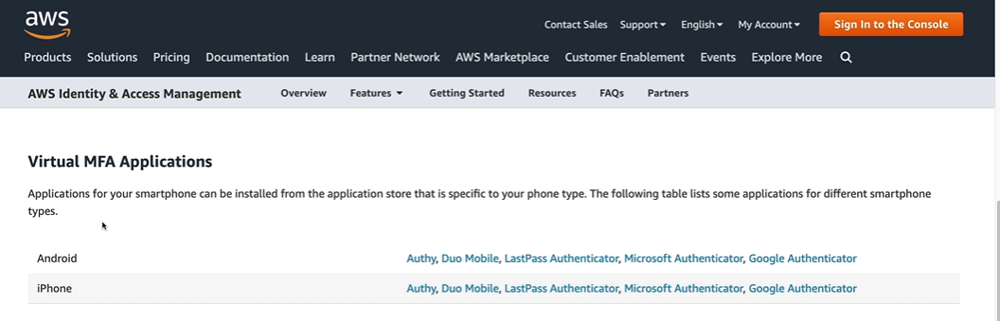 aws
Contact Sales Support English My Account Sign In to the Console
Products Solutions Pricing Documentation Learn Partner Network AWS Marketplace Customer Enablement Events Explore More
AWS Identity & Access Management Overview Features Getting Started Resources FAQs Partners
Virtual MFA Applications
Applications for your smartphone can be installed from the application store that is specific to your phone type. The following table lists some applications for different smartphone
types.
Android Authy, Duo Mobile, LastPass Authenticator, Microsoft Authenticator, Google Authenticator
iPhone Authy, Duo Mobile, LastPass Authenticator, Microsoft Authenticator, Google Authenticator